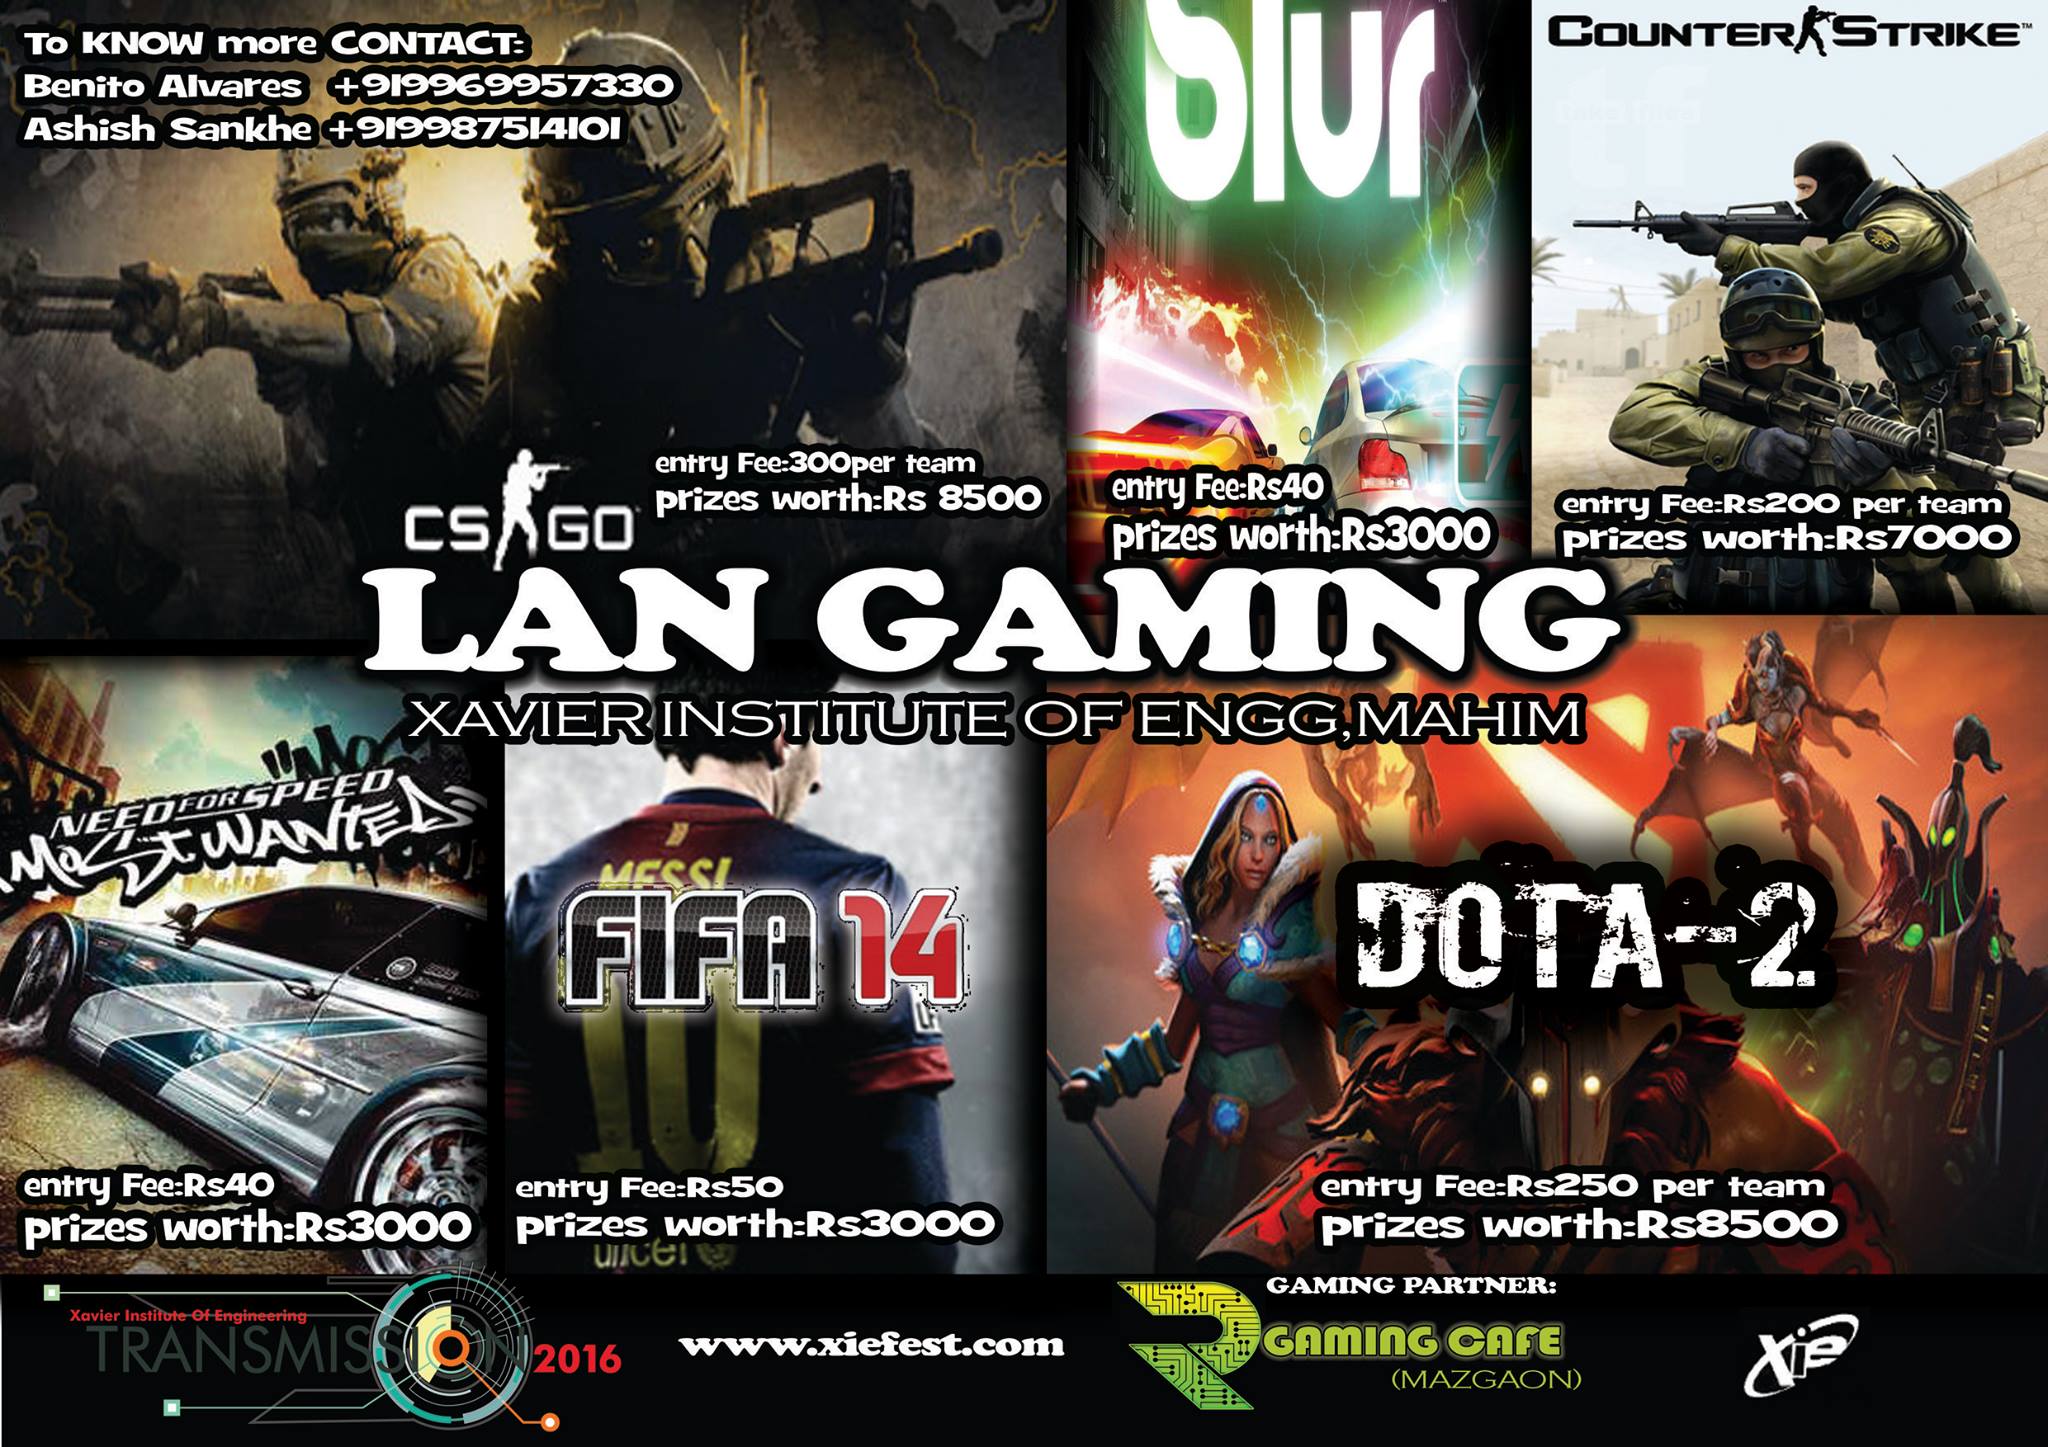 To KNOW more CONTACT:
Benito Alvares +919969957330
Ashish Sankhe +919987514101
CS GO
entry Fee:300per team
prizes worth:Rs 8500
blur
entry Fee:Rs40
prizes worth:Rs3000
COUNTER STRIKE™
entry Fee:Rs200 per team
prizes worth:Rs7000
LAN GAMING
XAVIER INSTITUTE OF ENGG,MAHIM
NEED FOR SPEED
MOST WANTED
entry Fee:Rs40
prizes worth:Rs3000
MESSI
10
FIFA 14
entry Fee:Rs50
prizes worth:Rs3000
unicef
DOTA-2
entry Fee:Rs250 per team
prizes worth:Rs8500
Xavier Institute Of Engineering
TRANSMISSION 2016
www.xiefest.com
GAMING PARTNER:
R GAMING CAFE
(MAZGAON)
xie